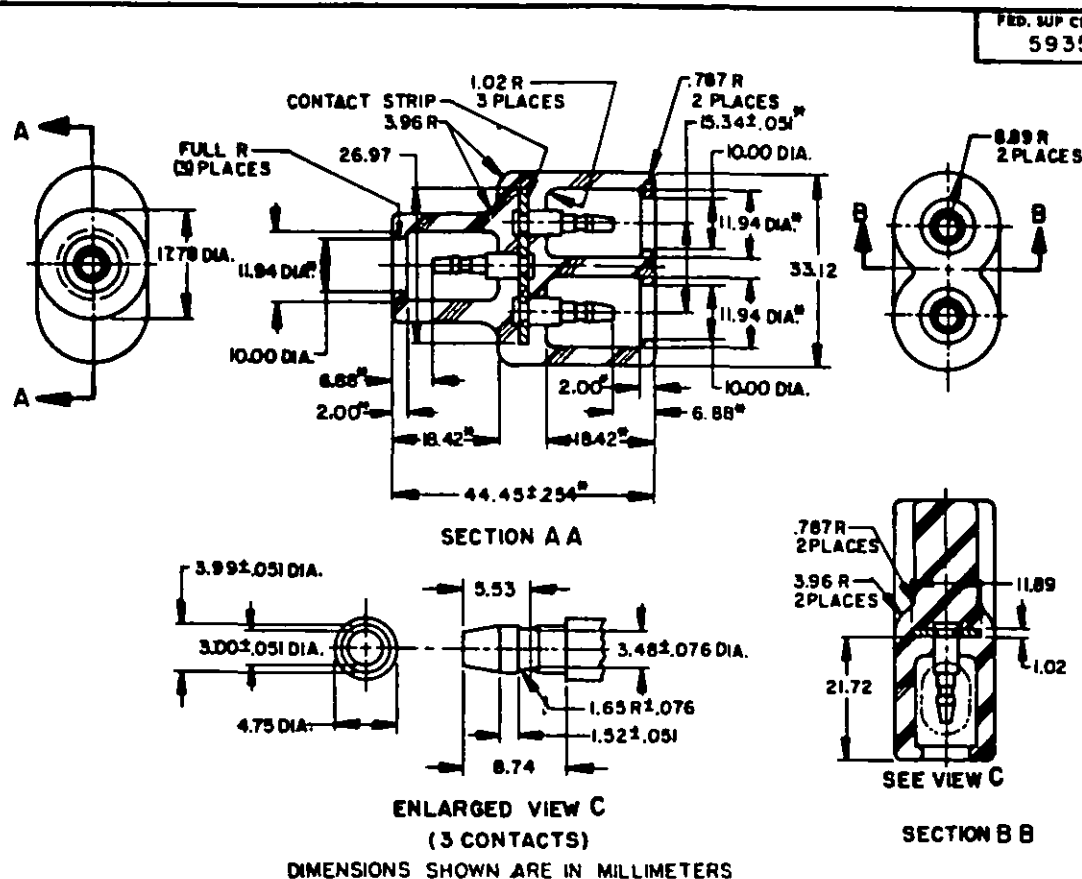 FED. SUP CL
5935
1.02 R
3 PLACES
.787 R
2 PLACES
CONTACT STRIP
3.96 R
15.34±.051*
A
FULL R
(3) PLACES
26.97
10.00 DIA.
8.89 R
2 PLACES
B
B
17.78 DIA.
11.94 DIA.*
11.94 DIA.*
33.12
11.94 DIA.*
10.00 DIA.
6.88*
2.00*
10.00 DIA.
A
2.00*
6.88*
18.42*
18.42*
44.45±.254*
SECTION A A
.787 R
2 PLACES
3.99±.051 DIA.
5.53
3.96 R
2 PLACES
11.89
3.00±.051 DIA.
3.48±.076 DIA.
1.02
21.72
4.75 DIA.
1.65 R±.076
1.52±.051
8.74
SEE VIEW C
ENLARGED VIEW C
(3 CONTACTS)
SECTION B B
DIMENSIONS SHOWN ARE IN MILLIMETERS